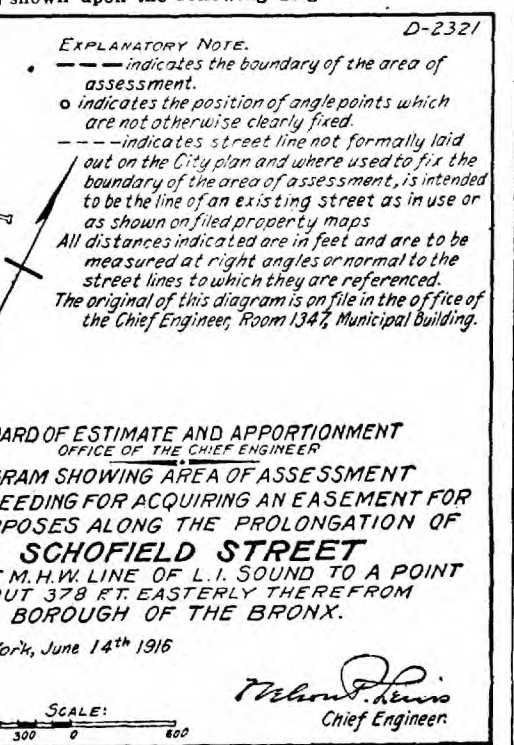 shown upon the following
D-2321
EXPLANATORY NOTE.
indicates the boundary of the area of
assessment.
o indicates the position of angle points which
are not otherwise clearly fixed.
----indicates street line not formally laid
out on the City plan and where used to fix the
boundary of the area of assessment, is intended
to be the line of an existing street as in use or
as shown on filed property maps
All distances indicated are in feet and are to be
measured at right angles or normal to the
street lines to which they are referenced.
The original of this diagram is on file in the office of
the Chief Engineer, Room 1347, Municipal Building.
ARD OF ESTIMATE AND APPORTIONMENT
OFFICE OF THE CHIEF ENGINEER
RAM SHOWING AREA OF ASSESSMENT
EEDING FOR ACQUIRING AN EASEMENT FOR
POSES ALONG THE PROLONGATION OF
SCHOFIELD STREET
M.H.W. LINE OF L.I. SOUND TO A POINT
UT 378 FT. EASTERLY THEREFROM
BOROUGH OF THE BRONX.
ork, June 14th 1916
Nelson P. Lewis
Chief Engineer.
SCALE:
300 0 600